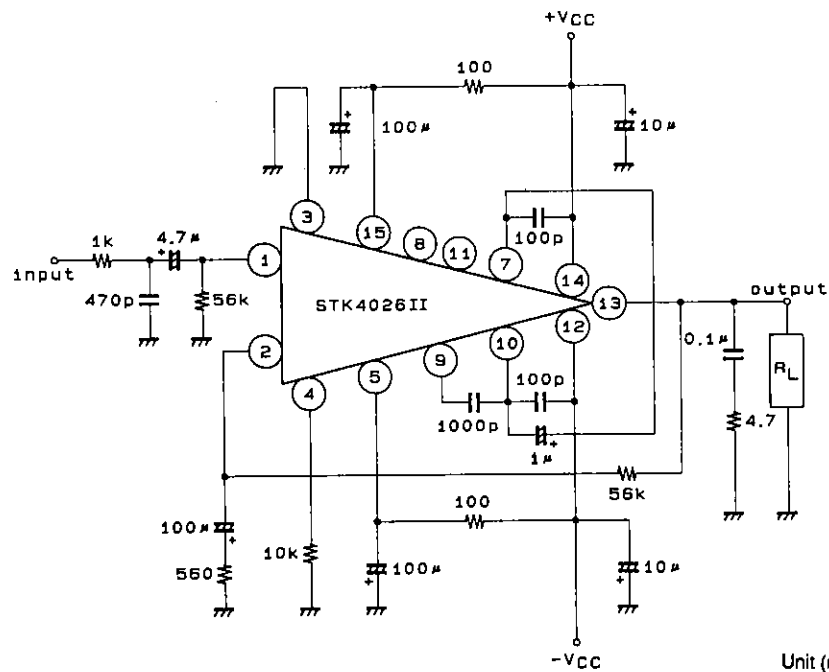 +VCC
100
100μ
+
10μ
+
3
15
8
11
7
100p
14
1k
4.7μ
+
input
470p
56k
1
2
STK4026II
13
output
12
10
9
5
4
1000p
100p
1μ
+
0.1μ
4.7
RL
56k
100μ
+
560
10k
100μ
+
100
10μ
+
-VCC
Unit (